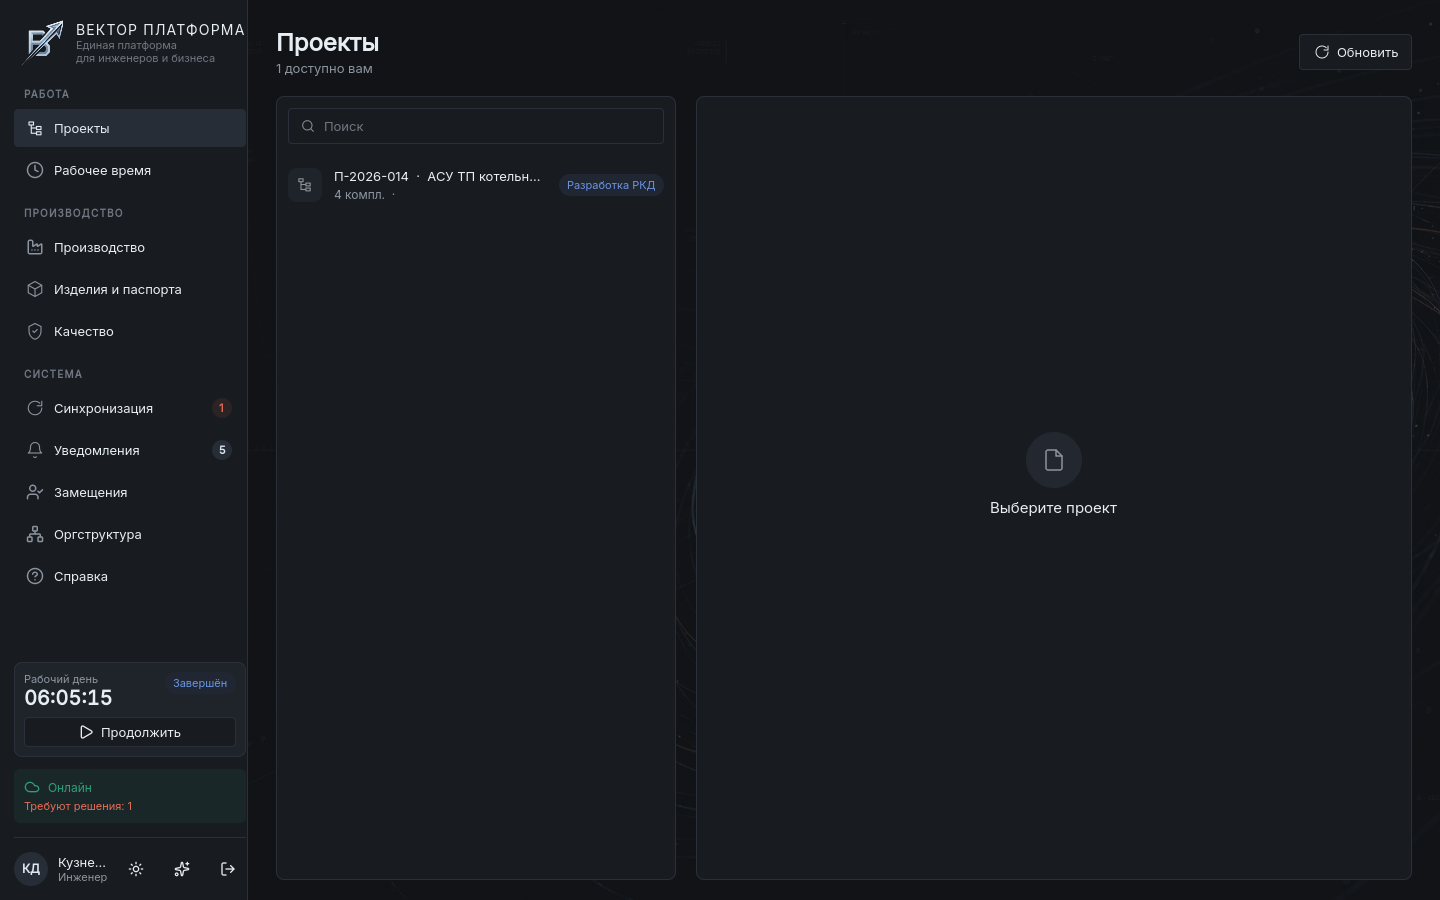 ВЕКТОР ПЛАТФОРМА
Единая платформа
для инженеров и бизнеса
РАБОТА
Проекты
Рабочее время
ПРОИЗВОДСТВО
Производство
Изделия и паспорта
Качество
СИСТЕМА
Синхронизация 1
Уведомления 5
Замещения
Оргструктура
Справка
Рабочий день
Завершён
06:05:15
Продолжить
Онлайн
Требуют решения: 1
КД
Кузне...
Инженер
Проекты
1 доступно вам
Обновить
Поиск
П-2026-014 · АСУ ТП котельн...
4 компл. ·
Разработка РКД
Выберите проект